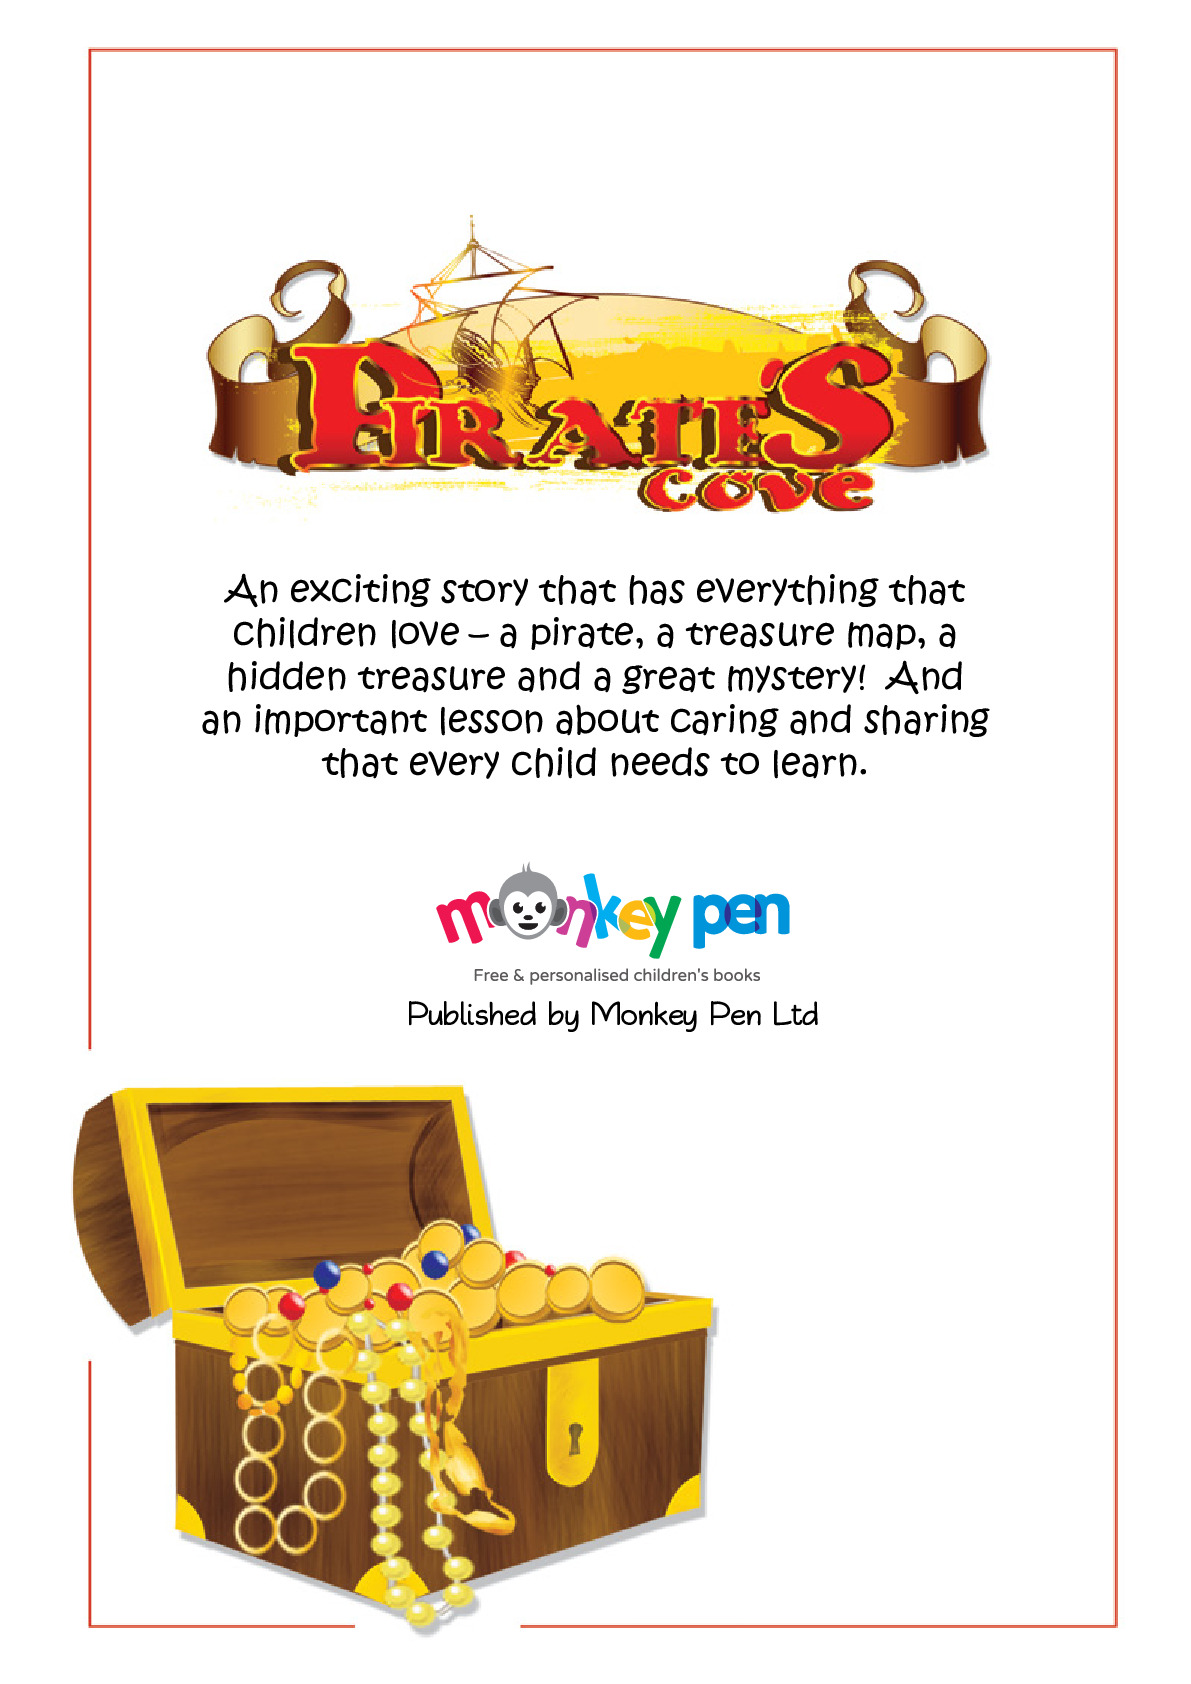 PIRATE'S
Cove
An exciting story that has everything that
children love – a pirate, a treasure map, a
hidden treasure and a great mystery!  And
an important lesson about caring and sharing
that every child needs to learn.
monkey pen
Free & personalised children's books
Published by Monkey Pen Ltd